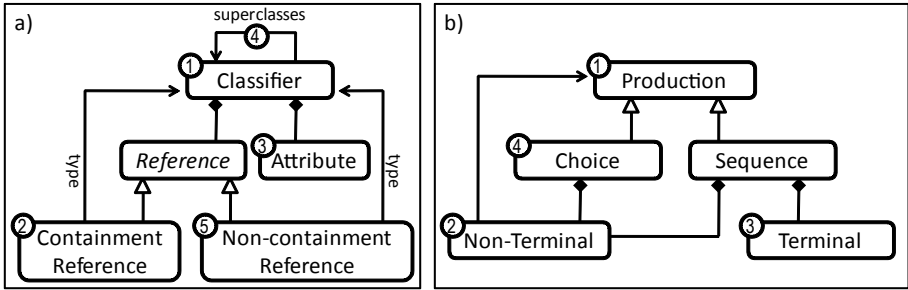 a)
superclasses
4
1
Classifier
type
Reference
3
Attribute
type
2
Containment
Reference
5
Non-containment
Reference
b)
1
Production
4
Choice
Sequence
2
Non-Terminal
3
Terminal